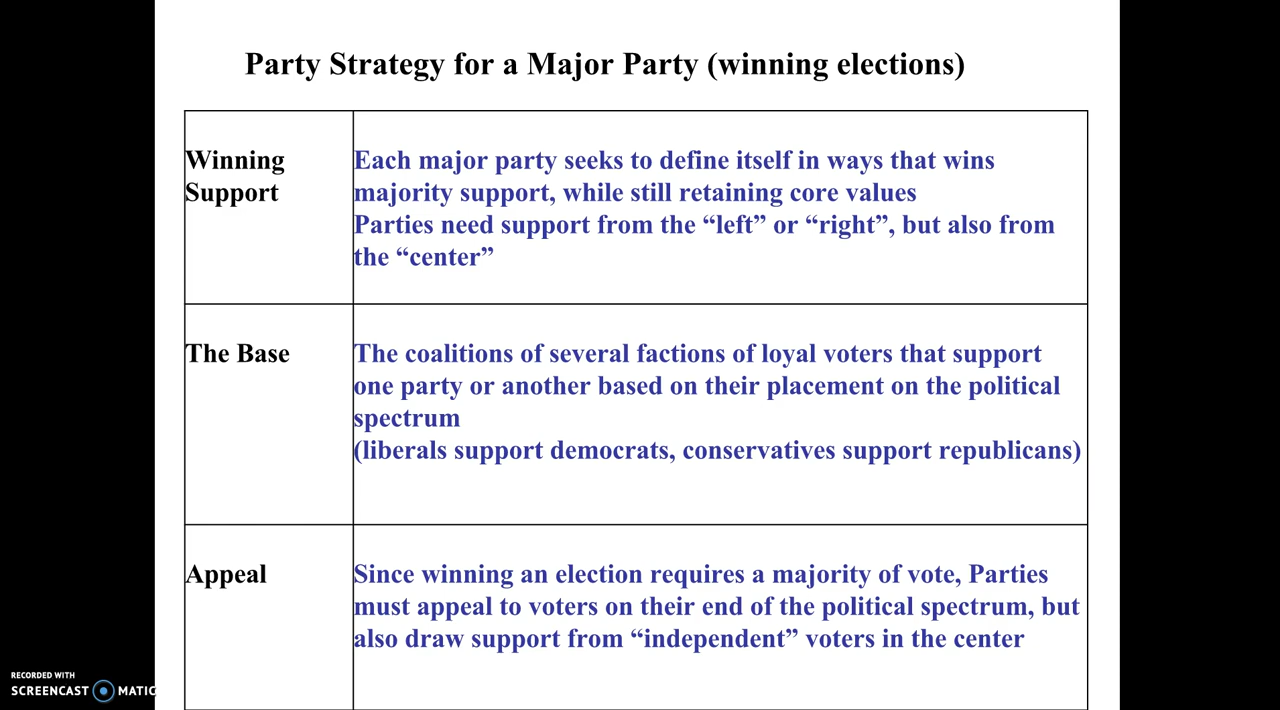 Party Strategy for a Major Party (winning elections)
Winning
Support
Each major party seeks to define itself in ways that wins
majority support, while still retaining core values
Parties need support from the “left” or “right”, but also from
the “center”
The Base
The coalitions of several factions of loyal voters that support
one party or another based on their placement on the political
spectrum
(liberals support democrats, conservatives support republicans)
Appeal
Since winning an election requires a majority of vote, Parties
must appeal to voters on their end of the political spectrum, but
also draw support from “independent” voters in the center
RECORDED WITH
SCREENCAST MATIC